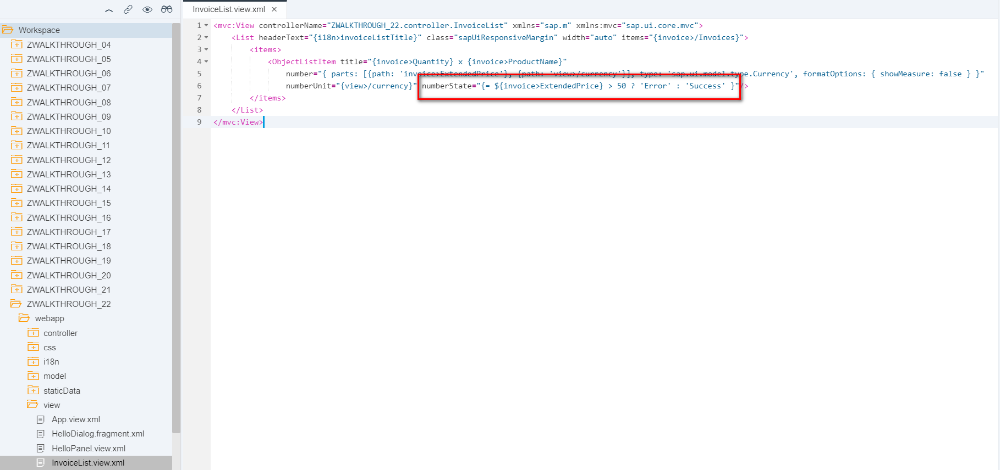 InvoiceList.view.xml ×
Workspace
ZWALKTHROUGH_04
ZWALKTHROUGH_05
ZWALKTHROUGH_06
ZWALKTHROUGH_07
ZWALKTHROUGH_08
ZWALKTHROUGH_09
ZWALKTHROUGH_10
ZWALKTHROUGH_11
ZWALKTHROUGH_12
ZWALKTHROUGH_13
ZWALKTHROUGH_14
ZWALKTHROUGH_15
ZWALKTHROUGH_16
ZWALKTHROUGH_17
ZWALKTHROUGH_18
ZWALKTHROUGH_19
ZWALKTHROUGH_20
ZWALKTHROUGH_21
ZWALKTHROUGH_22
webapp
controller
css
i18n
model
staticData
view
App.view.xml
HelloDialog.fragment.xml
HelloPanel.view.xml
InvoiceList.view.xml
1 <mvc:View controllerName="ZWALKTHROUGH_22.controller.InvoiceList" xmlns="sap.m" xmlns:mvc="sap.ui.core.mvc">
2 <List headerText="{i18n>invoiceListTitle}" class="sapUiResponsiveMargin" width="auto" items="{invoice>/Invoices}">
3 <items>
4 <ObjectListItem title="{invoice>Quantity} x {invoice>ProductName}"
5 number="{ parts: [{path: 'invoice>ExtendedPrice'}, {path: 'view>/currency'}], type: 'sap.ui.model.type.Currency', formatOptions: { showMeasure: false } }"
6 numberUnit="{view>/currency}" numberState="{= ${invoice>ExtendedPrice} > 50 ? 'Error' : 'Success' }"/>
7 </items>
8 </List>
9 </mvc:View>